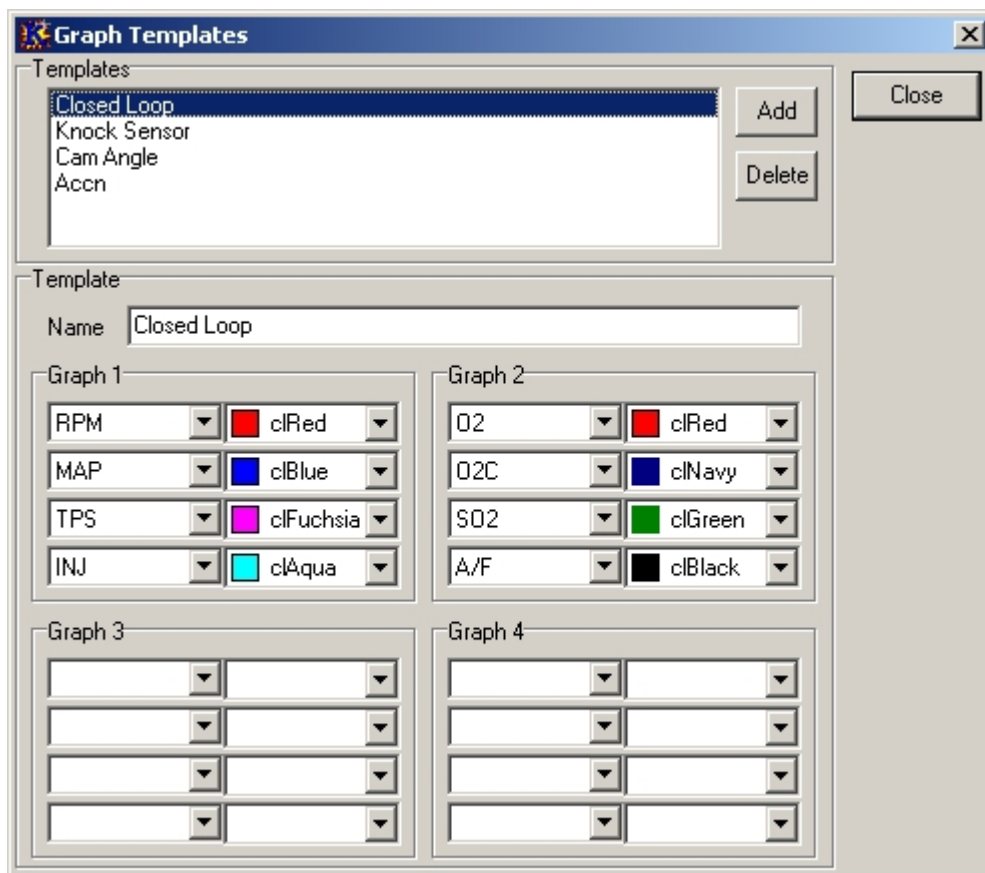 Graph Templates
Templates
Closed Loop
Knock Sensor
Cam Angle
Accn
Add
Delete
Close
Template
Name Closed Loop
Graph 1
RPM clRed
MAP clBlue
TPS clFuchsia
INJ clAqua
Graph 2
O2 clRed
O2C clNavy
SO2 clGreen
A/F clBlack
Graph 3
Graph 4